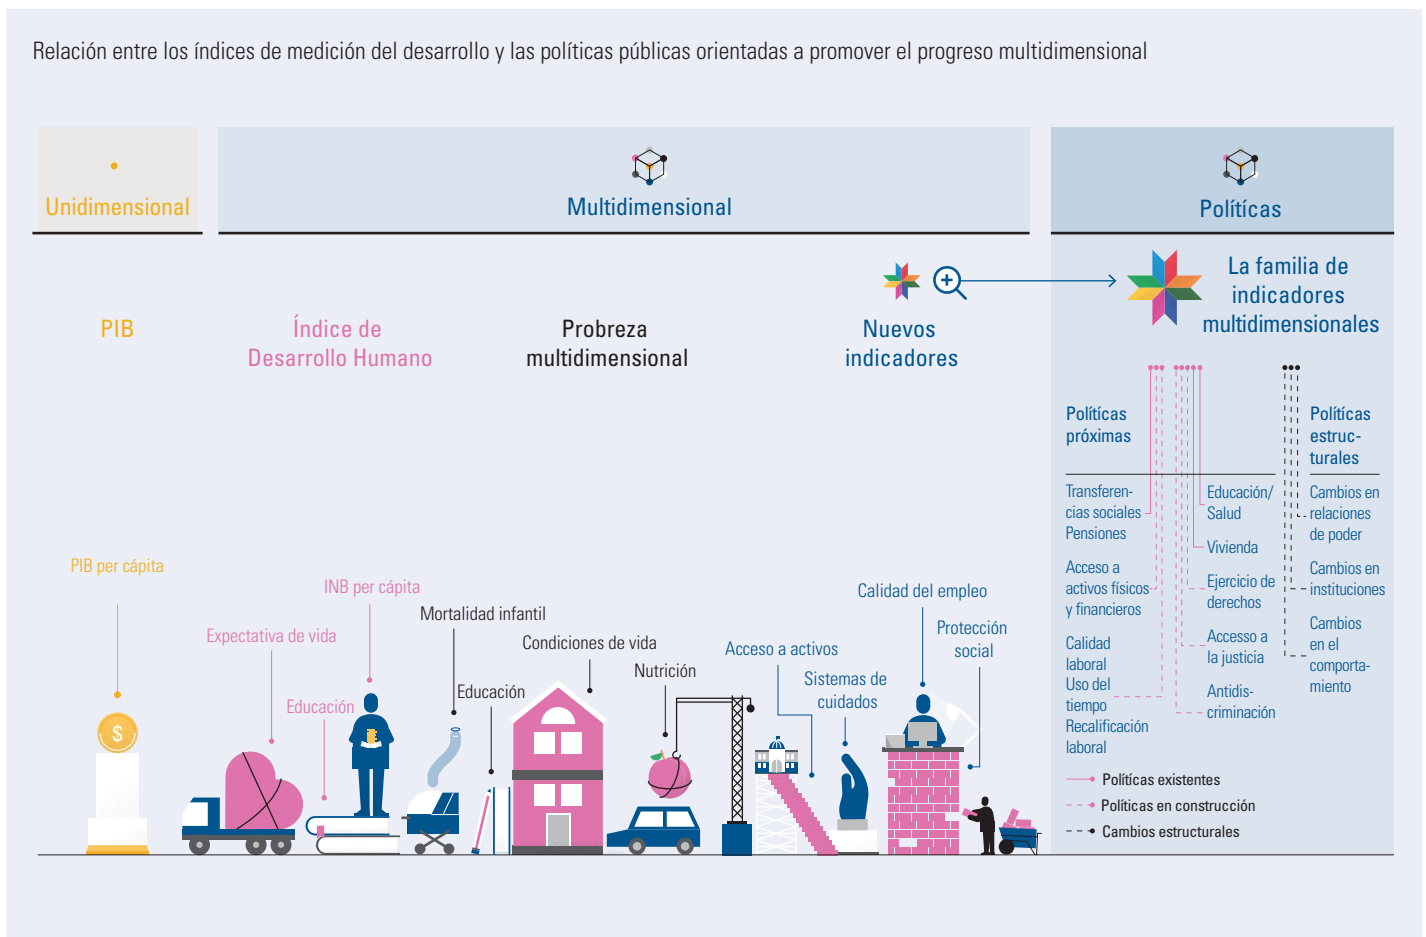 Relación entre los índices de medición del desarrollo y las políticas públicas orientadas a promover el progreso multidimensional
Unidimensional
Multidimensional
Políticas
PIB
Índice de
Desarrollo Humano
Probreza
multidimensional
Nuevos
indicadores
La familia de
indicadores
multidimensionales
PIB per cápita
Expectativa de vida
Educación
INB per cápita
Mortalidad infantil
Educación
Condiciones de vida
Nutrición
Acceso a activos
Sistemas de
cuidados
Calidad del empleo
Protección
social
$
Políticas
próximas
Transferen-
cias sociales
Pensiones
Acceso a
activos físicos
y financieros
Calidad
laboral
Uso del
tiempo
Recalificación
laboral
Educación/
Salud
Vivienda
Ejercicio de
derechos
Accesso a
la justicia
Antidis-
criminación
Políticas
estruc-
turales
Cambios en
relaciones
de poder
Cambios en
instituciones
Cambios
en el
comporta-
miento
Políticas existentes
Políticas en construcción
Cambios estructurales